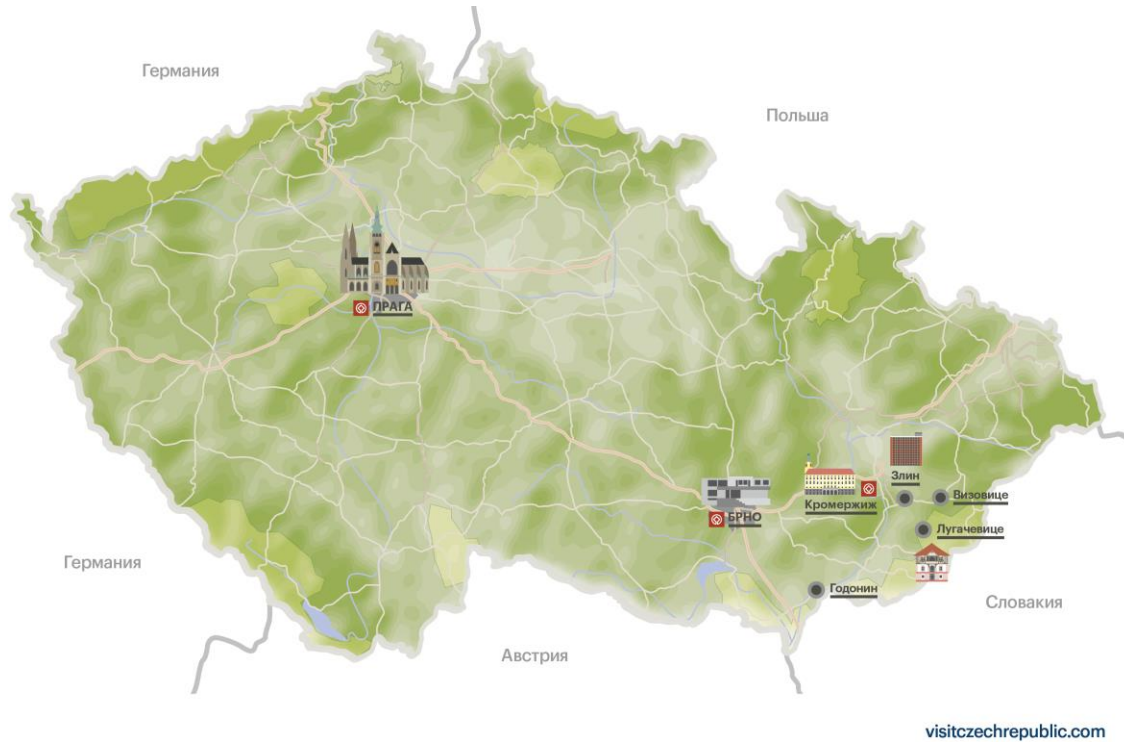 Германия
Польша
ПРАГА
Злин
Визовице
Кромержиж
БРНО
Лугачевице
Германия
Годонин
Словакия
Австрия
visitczechrepublic.com